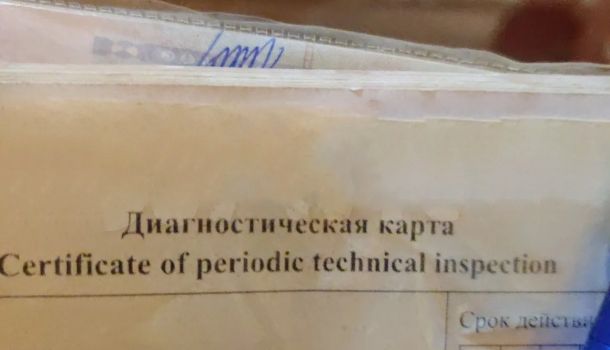 Диагностическая карта
Certificate of periodic technical inspection
Срок